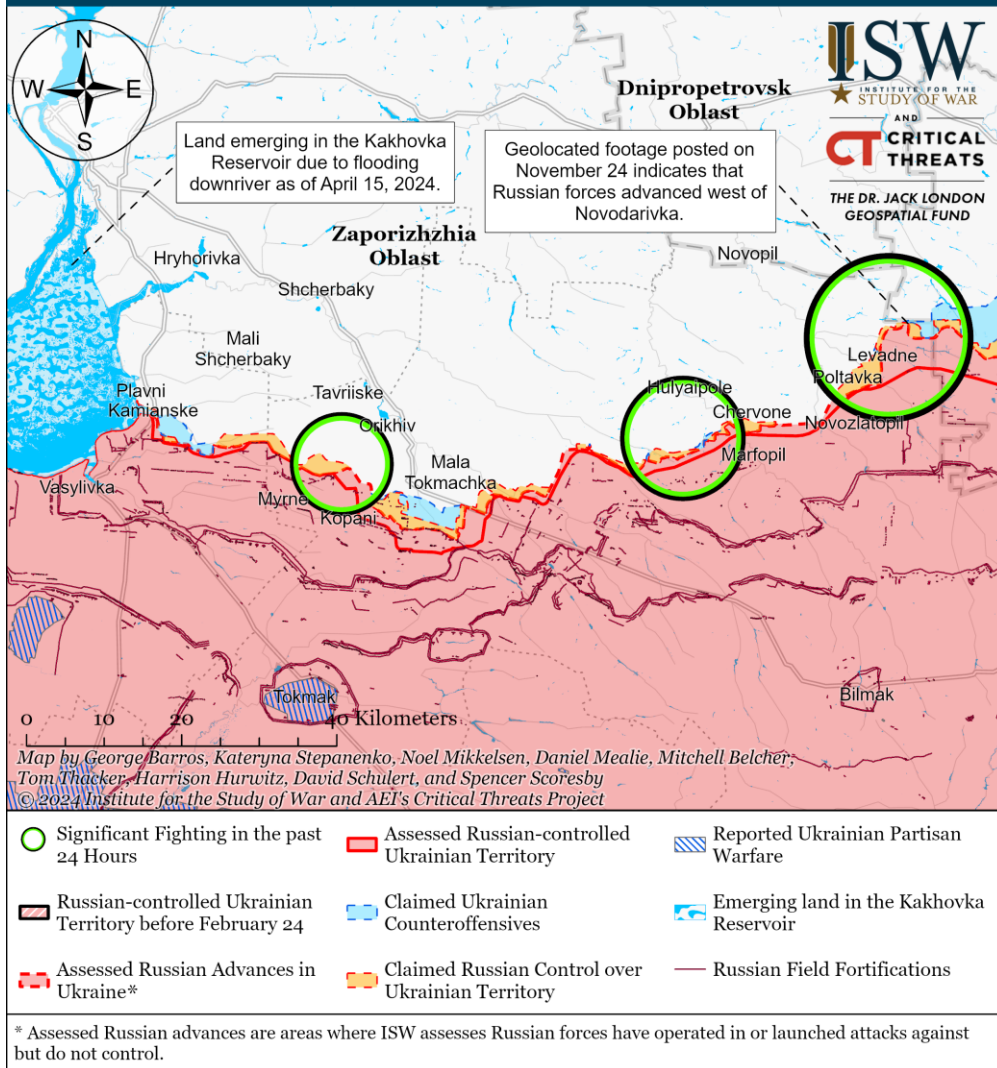 N
W
E
S
ISW
INSTITUTE FOR THE
STUDY OF WAR
AND
CT CRITICAL
THREATS
THE DR. JACK LONDON
GEOSPATIAL FUND
Dnipropetrovsk
Oblast
Land emerging in the Kakhovka
Reservoir due to flooding
downriver as of April 15, 2024.
Geolocated footage posted on
November 24 indicates that
Russian forces advanced west of
Novodarivka.
Zaporizhzhia
Oblast
Hryhorivka
Novopil
Shcherbaky
Mali
Shcherbaky
Levadne
Plavni
Kamianske
Tavriiske
Hulyaipole
Poltavka
Orikhiv
Chervone
Novozlatopil
Mala
Tokmachka
Marfopil
Vasylivka
Myrne
Kopani
Tokmak
Bilmak
0 10 20 40 Kilometers
Map by George Barros, Kateryna Stepanenko, Noel Mikkelsen, Daniel Mealie, Mitchell Belcher,
Tom Thacker, Harrison Hurwitz, David Schulert, and Spencer Scoresby
© 2024 Institute for the Study of War and AEI's Critical Threats Project
Significant Fighting in the past
24 Hours
Assessed Russian-controlled
Ukrainian Territory
Reported Ukrainian Partisan
Warfare
Russian-controlled Ukrainian
Territory before February 24
Claimed Ukrainian
Counteroffensives
Emerging land in the Kakhovka
Reservoir
Assessed Russian Advances in
Ukraine*
Claimed Russian Control over
Ukrainian Territory
Russian Field Fortifications
* Assessed Russian advances are areas where ISW assesses Russian forces have operated in or launched attacks against
but do not control.